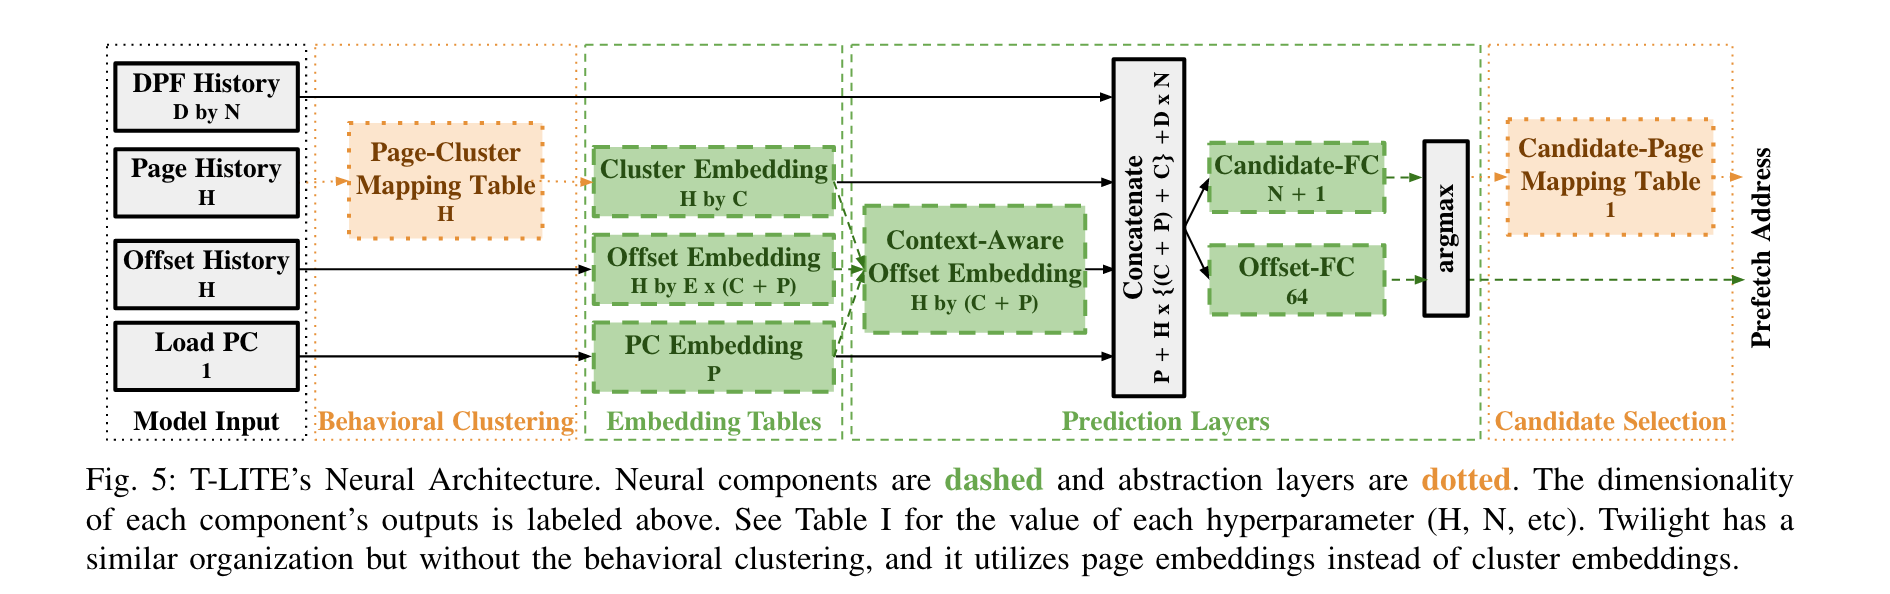 DPF History
D by N
Page History
H
Offset History
H
Load PC
1
Model Input
Page-Cluster
Mapping Table
H
Behavioral Clustering
Cluster Embedding
H by C
Offset Embedding
H by E x (C + P)
PC Embedding
P
Embedding Tables
Context-Aware
Offset Embedding
H by (C + P)
Concatenate
P + H x {(C + P) + C} +D x N
Candidate-FC
N + 1
Offset-FC
64
argmax
Prediction Layers
Candidate-Page
Mapping Table
1
Candidate Selection
Prefetch Address
Fig. 5: T-LITE's Neural Architecture. Neural components are dashed and abstraction layers are dotted. The dimensionality
of each component's outputs is labeled above. See Table I for the value of each hyperparameter (H, N, etc). Twilight has a
similar organization but without the behavioral clustering, and it utilizes page embeddings instead of cluster embeddings.